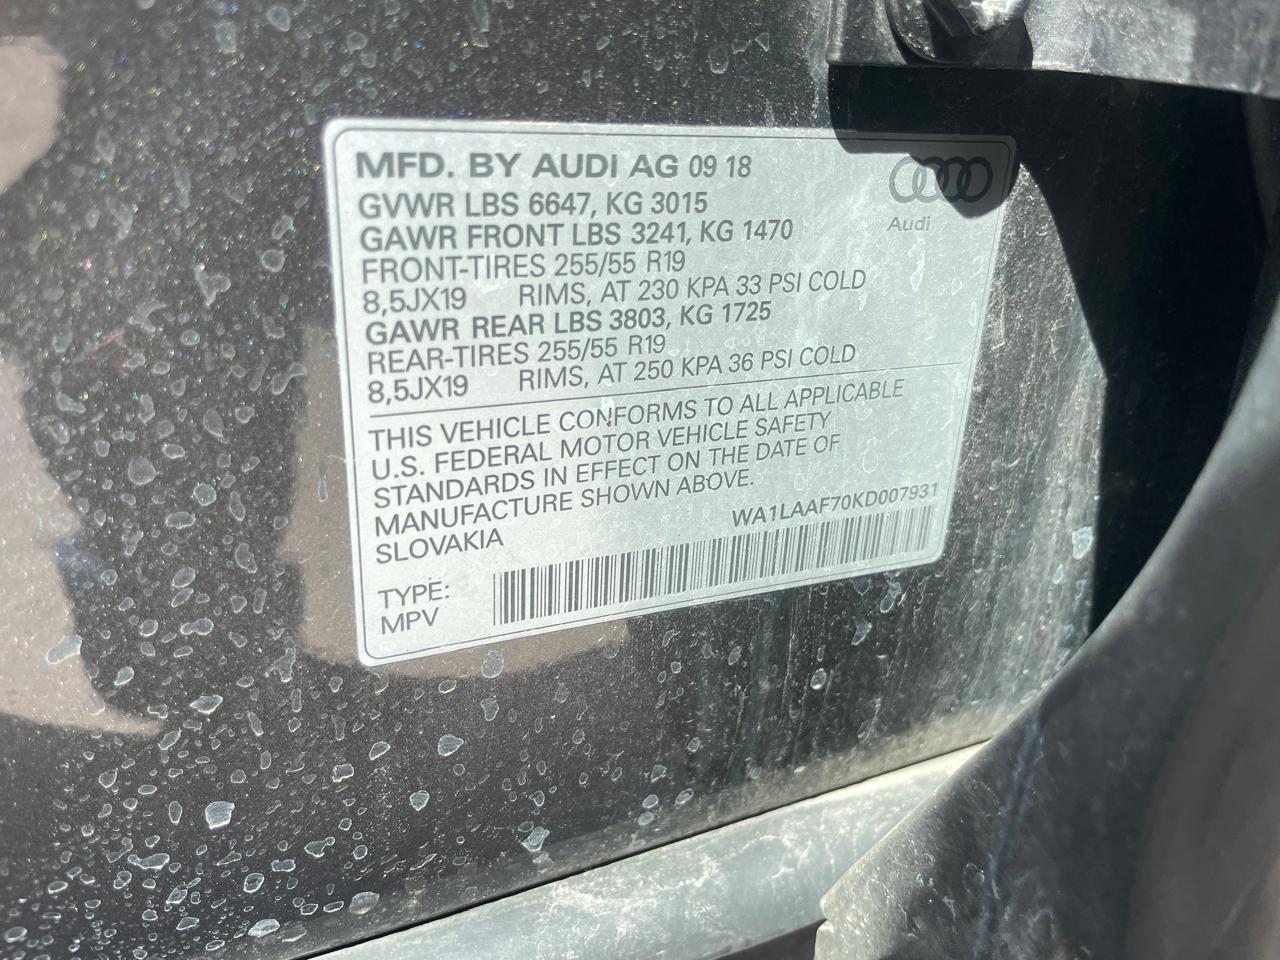 MFD. BY AUDI AG 09 18
GVWR LBS 6647, KG 3015
GAWR FRONT LBS 3241, KG 1470
FRONT-TIRES 255/55 R19
8,5JX19 RIMS, AT 230 KPA 33 PSI COLD
GAWR REAR LBS 3803, KG 1725
REAR-TIRES 255/55 R19
8,5JX19 RIMS, AT 250 KPA 36 PSI COLD
Audi
THIS VEHICLE CONFORMS TO ALL APPLICABLE
U.S. FEDERAL MOTOR VEHICLE SAFETY
STANDARDS IN EFFECT ON THE DATE OF
MANUFACTURE SHOWN ABOVE.
SLOVAKIA
WA1LAAF70KD007931
TYPE:
MPV